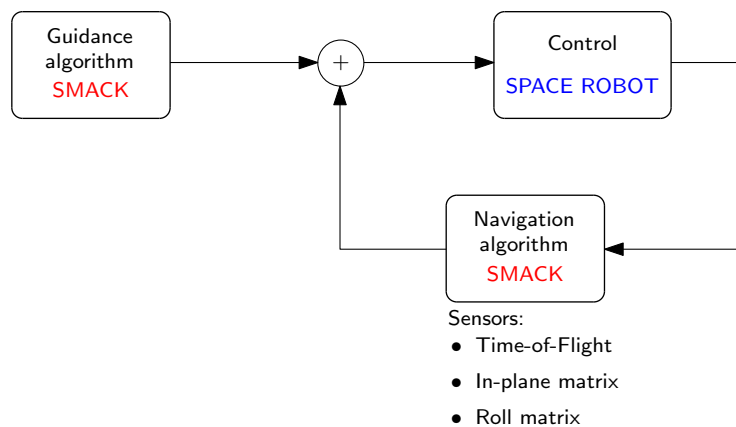 Guidance
algorithm
SMACK
+
Control
SPACE ROBOT
Navigation
algorithm
SMACK
Sensors:
• Time-of-Flight
• In-plane matrix
• Roll matrix